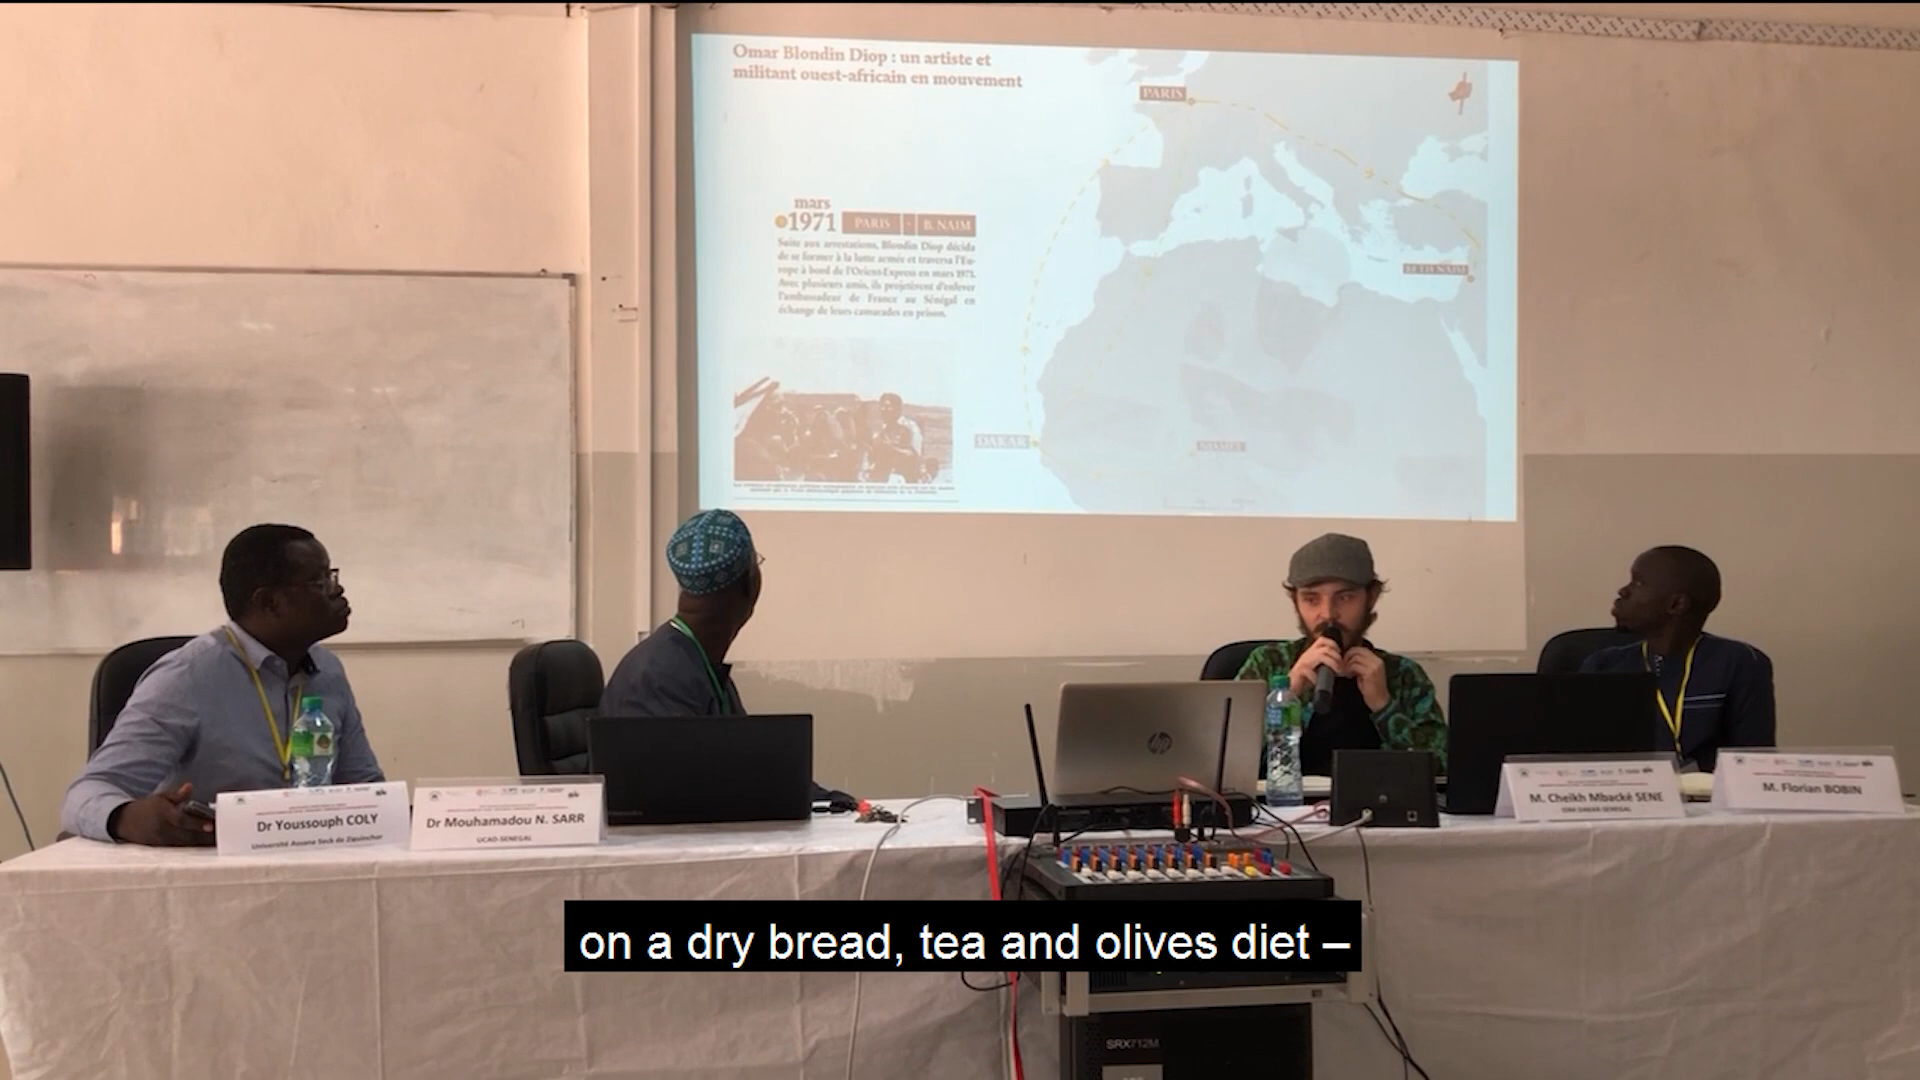 Omar Blondin Diop : un artiste et
militant ouest-africain en mouvement
PARIS
mars
1971 PARIS - B. NAIM
Suite aux arrestations, Blondin Diop décida
de se former à la lutte armée et traversa l'Eu-
rope à bord de l'Orient-Express en mars 1971.
Avec plusieurs amis, ils projetèrent d'enlever
l'ambassadeur de France au Sénégal en
échange de leurs camarades en prison.
DAKAR
hp
Dr Youssouph COLY
Université Assane Seck de Ziguinchor
Dr Mouhamadou N. SARR
UCAD-SENEGAL
M. Cheikh Mbacké SENE
M. Florian BOBIN
on a dry bread, tea and olives diet –
SRX712M